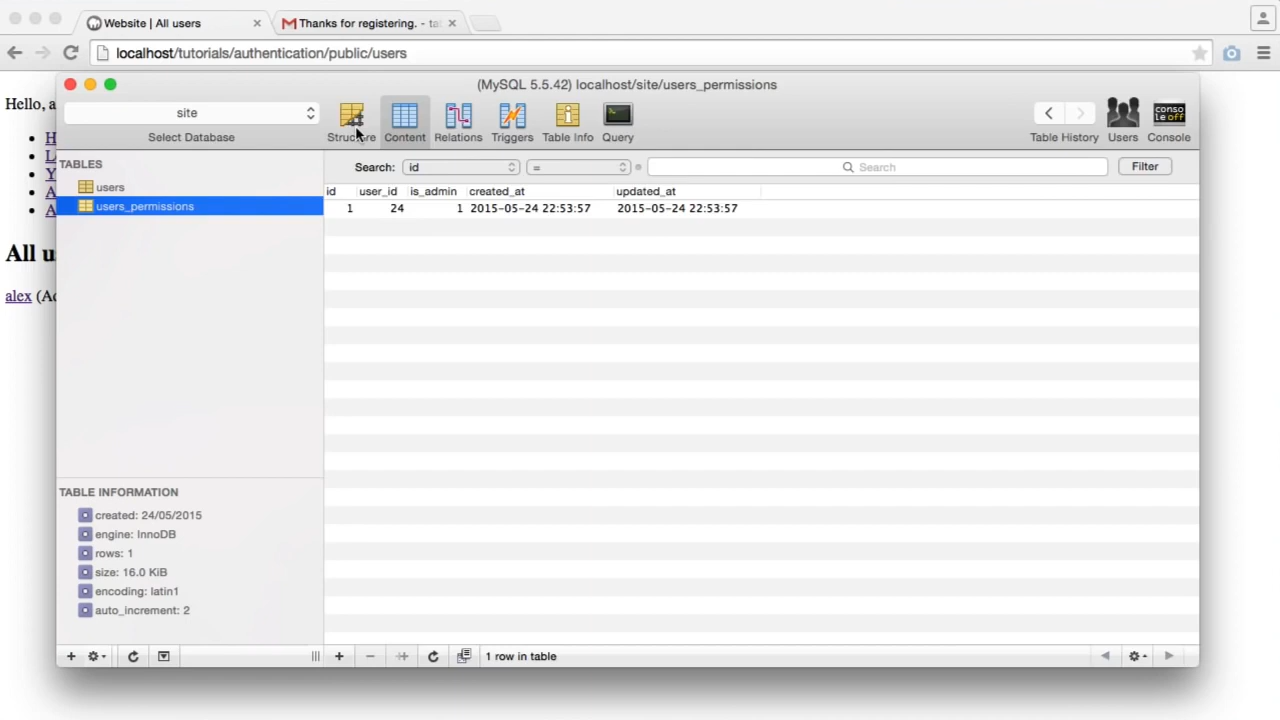 Website | All users
Thanks for registering. - ta
localhost/tutorials/authentication/public/users
Hello, a
H
L
Y
A
A
All u
alex (Ac
(MySQL 5.5.42) localhost/site/users_permissions
site
Select Database
Structure
Content
Relations
Triggers
Table Info
Query
Table History
Users
console off
Console
TABLES
users
users_permissions
Search: id = Search Filter
id user_id is_admin created_at updated_at
1 24 1 2015-05-24 22:53:57 2015-05-24 22:53:57
TABLE INFORMATION
created: 24/05/2015
engine: InnoDB
rows: 1
size: 16.0 KiB
encoding: latin1
auto_increment: 2
1 row in table